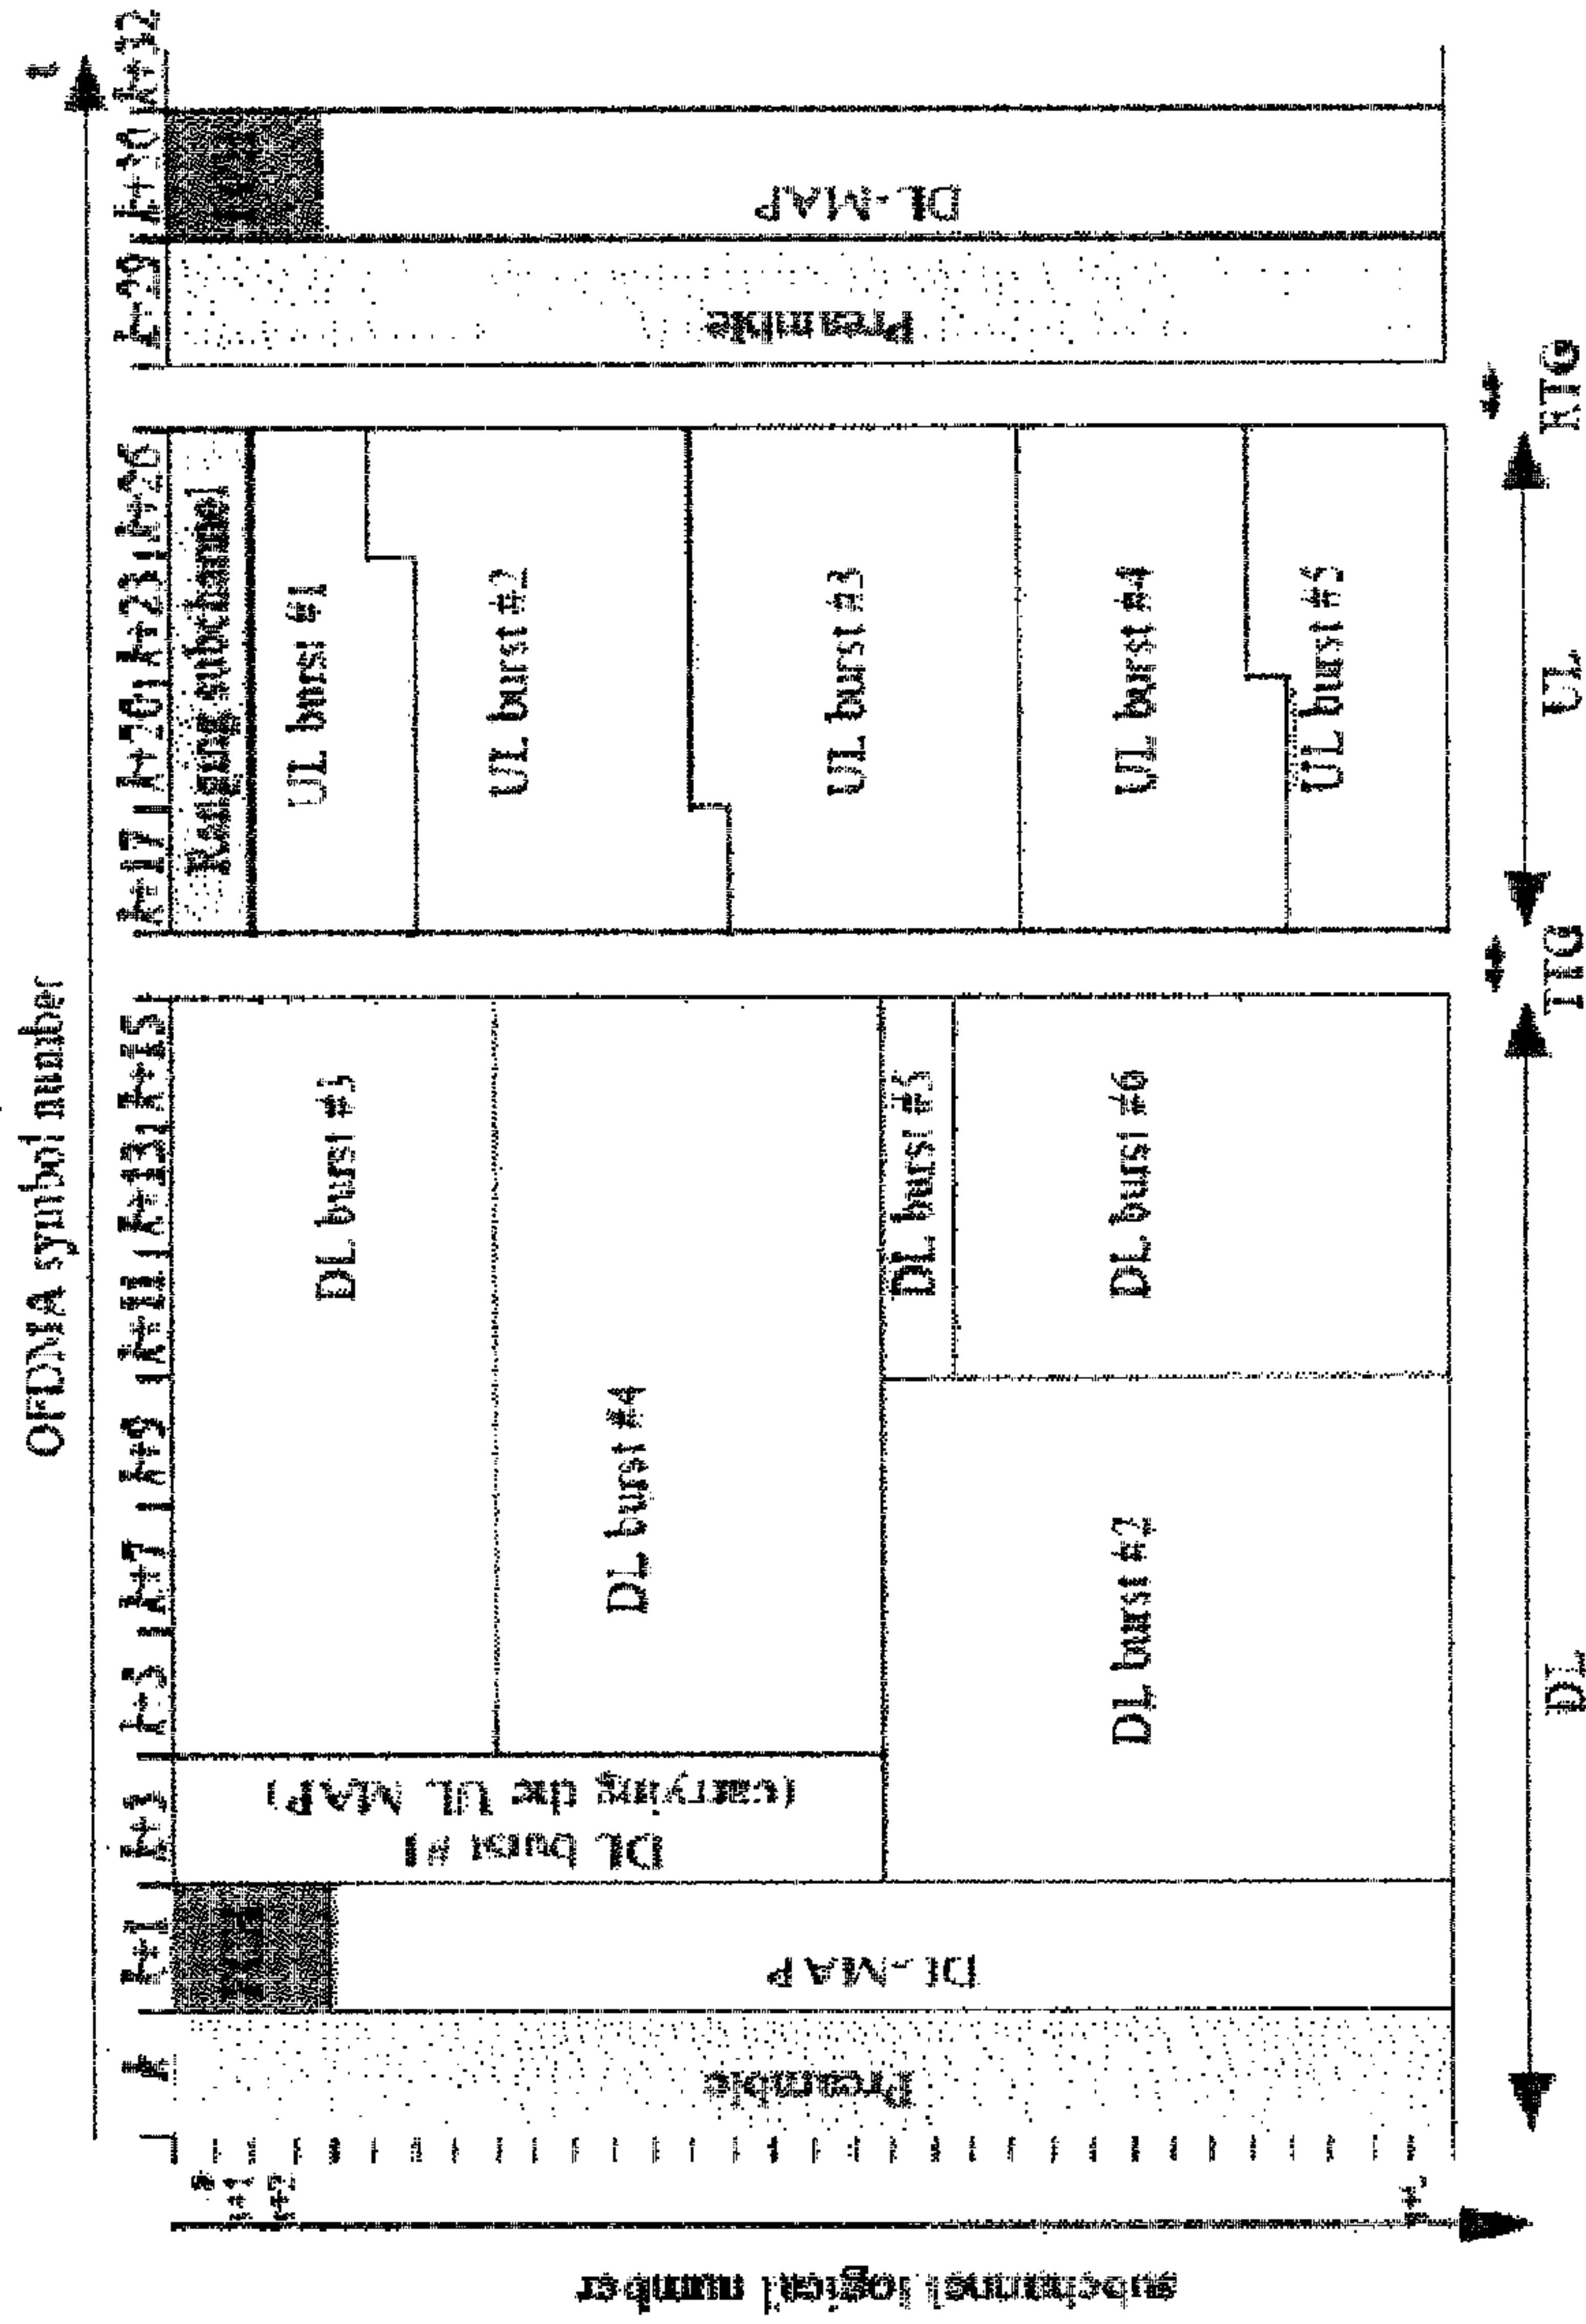 OFDMA symbol number
t
k
k+1
k+3
k+5
k+7
k+9
k+11
k+13
k+15
k+17
k+20
k+23
k+26
k+29
k+30
k+32
subchannel logical number
s
s+1
s+2
Preamble
DL-MAP
DL burst #1
(carrying the UL MAP)
DL burst #2
DL burst #3
DL burst #4
DL burst #5
DL burst #6
Ranging subchannel
UL burst #1
UL burst #2
UL burst #3
UL burst #4
UL burst #5
Preamble
DL-MAP
DL
TTG
UL
RTG